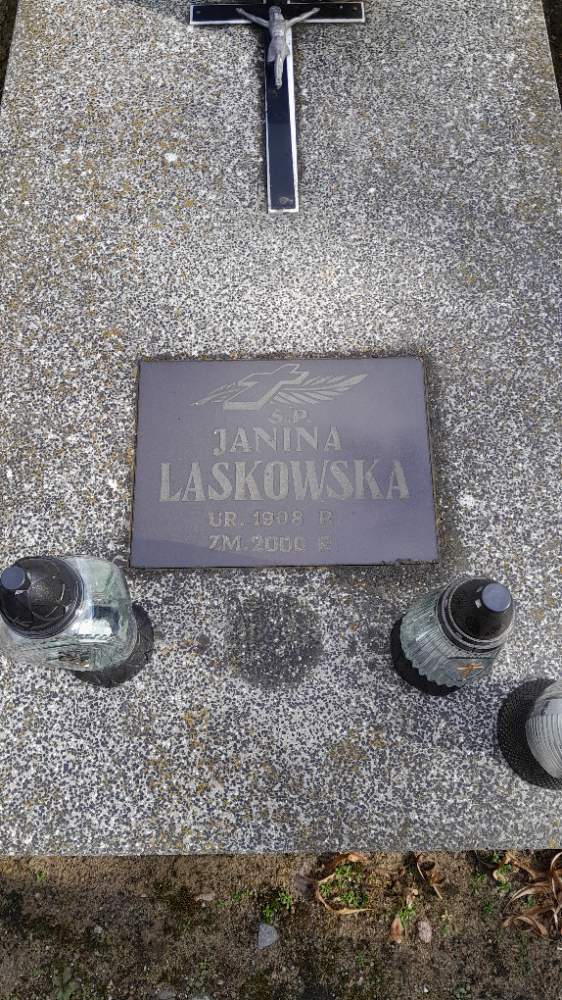 Ś.P.
JANINA
LASKOWSKA
UR. 1908 R.
ZM. 2000 R.